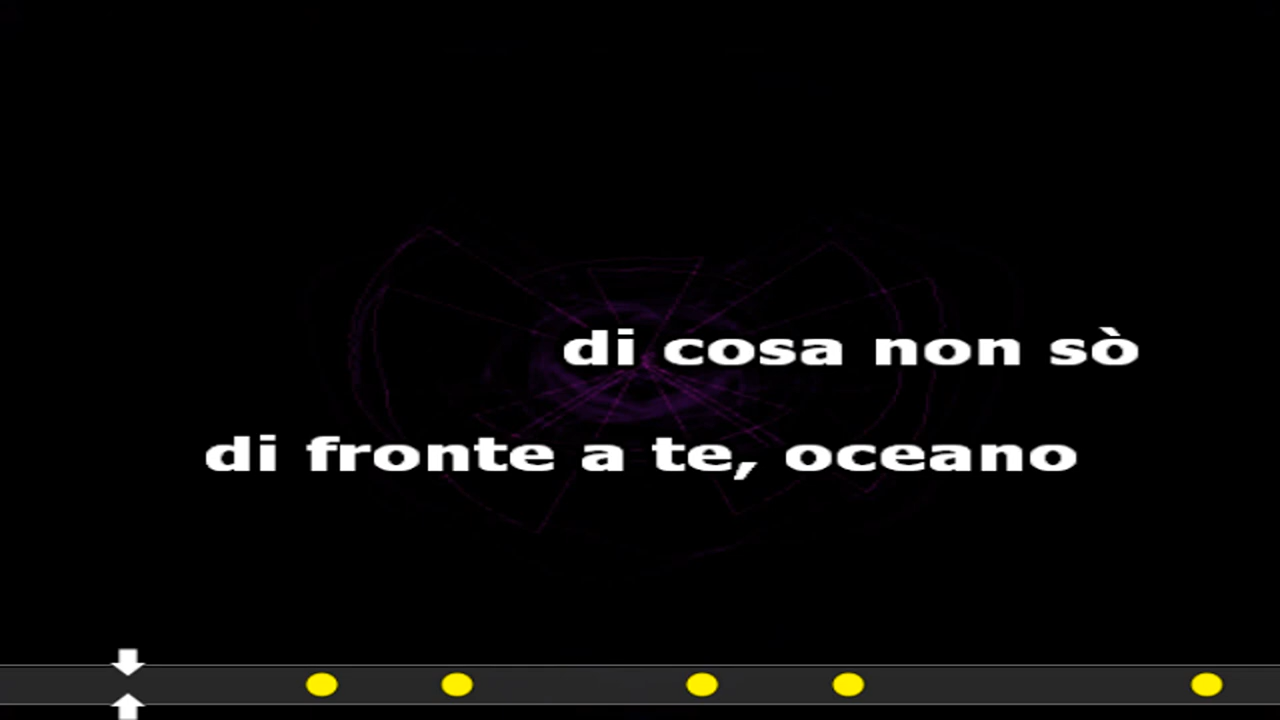 di cosa non sò
di fronte a te, oceano